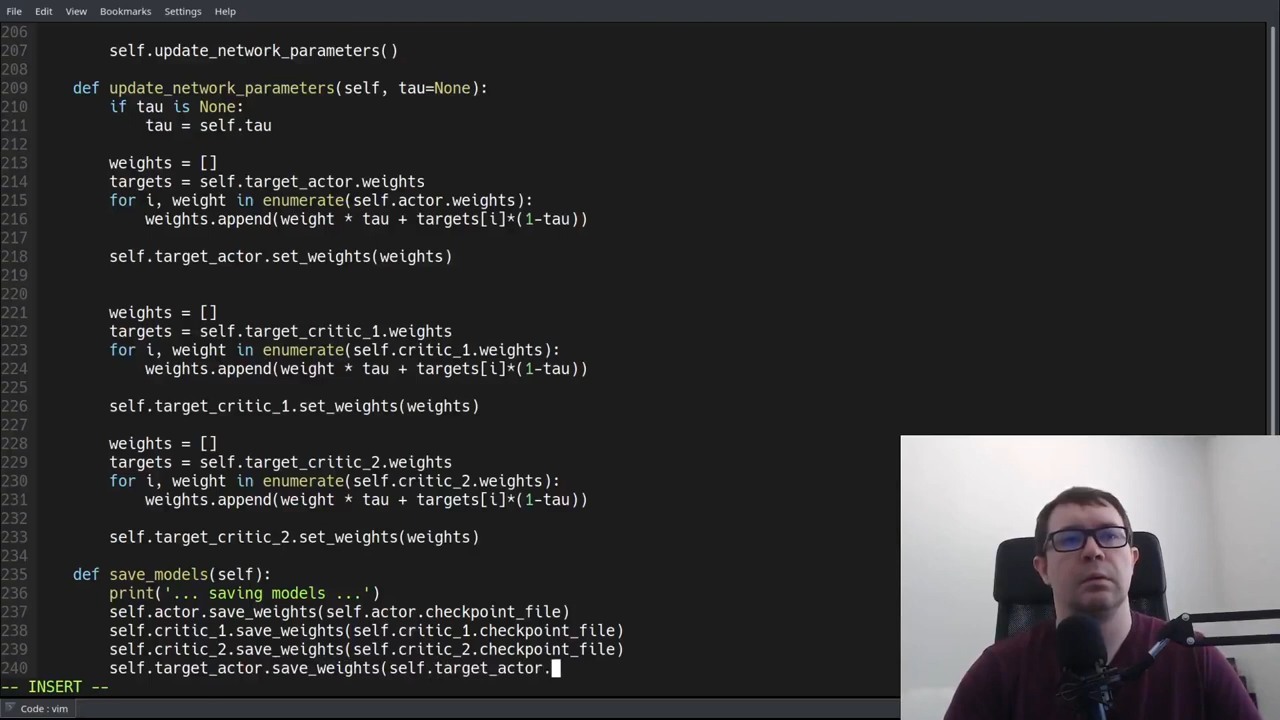 File Edit View Bookmarks Settings Help
206
207 self.update_network_parameters()
208
209 def update_network_parameters(self, tau=None):
210 if tau is None:
211 tau = self.tau
212
213 weights = []
214 targets = self.target_actor.weights
215 for i, weight in enumerate(self.actor.weights):
216 weights.append(weight * tau + targets[i]*(1-tau))
217
218 self.target_actor.set_weights(weights)
219
220
221 weights = []
222 targets = self.target_critic_1.weights
223 for i, weight in enumerate(self.critic_1.weights):
224 weights.append(weight * tau + targets[i]*(1-tau))
225
226 self.target_critic_1.set_weights(weights)
227
228 weights = []
229 targets = self.target_critic_2.weights
230 for i, weight in enumerate(self.critic_2.weights):
231 weights.append(weight * tau + targets[i]*(1-tau))
232
233 self.target_critic_2.set_weights(weights)
234
235 def save_models(self):
236 print('... saving models ...')
237 self.actor.save_weights(self.actor.checkpoint_file)
238 self.critic_1.save_weights(self.critic_1.checkpoint_file)
239 self.critic_2.save_weights(self.critic_2.checkpoint_file)
240 self.target_actor.save_weights(self.target_actor.
-- INSERT --
Code : vim